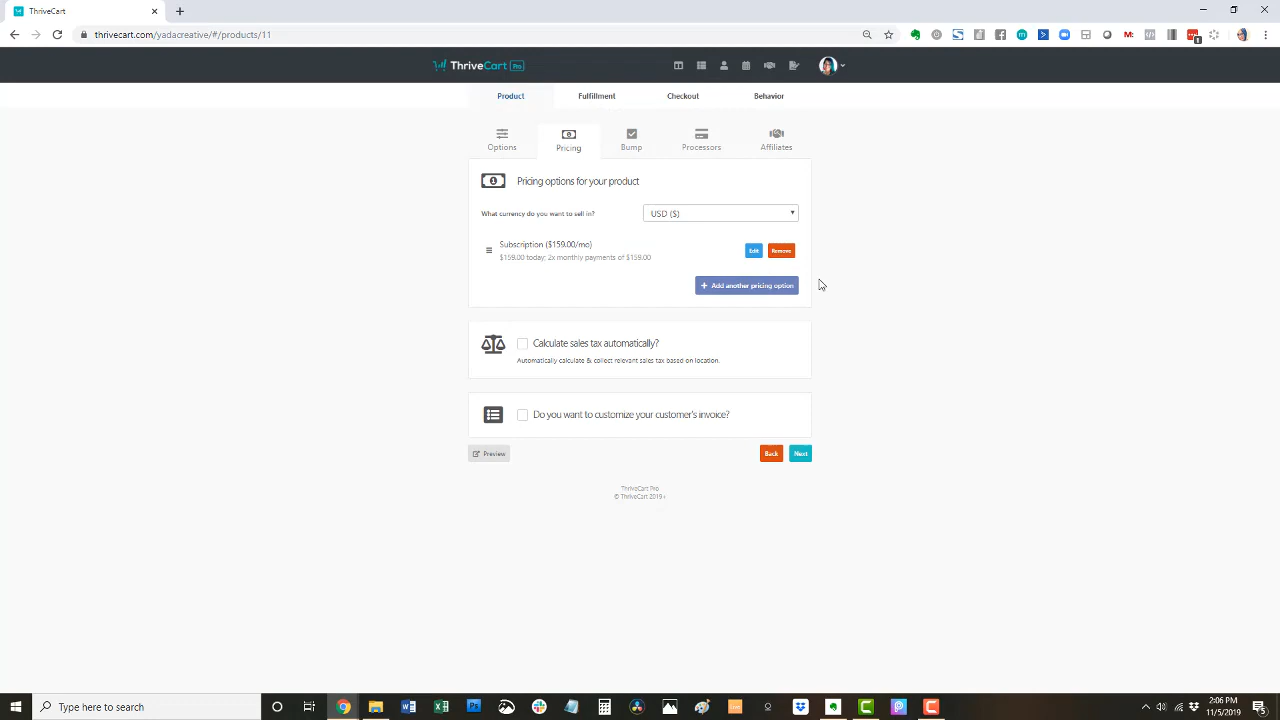 ThriveCart
thrivecart.com/yadacreative/#/products/11
ThriveCart Pro
Product Fulfillment Checkout Behavior
Options Pricing Bump Processors Affiliates
Pricing options for your product
What currency do you want to sell in? USD ($)
Subscription ($159.00/mo)
Edit Remove
$159.00 today; 2x monthly payments of $159.00
+ Add another pricing option
Calculate sales tax automatically?
Automatically calculate & collect relevant sales tax based on location.
Do you want to customize your customer's invoice?
Preview Back Next
ThriveCart Pro
© ThriveCart 2019
Type here to search
2:06 PM
11/5/2019